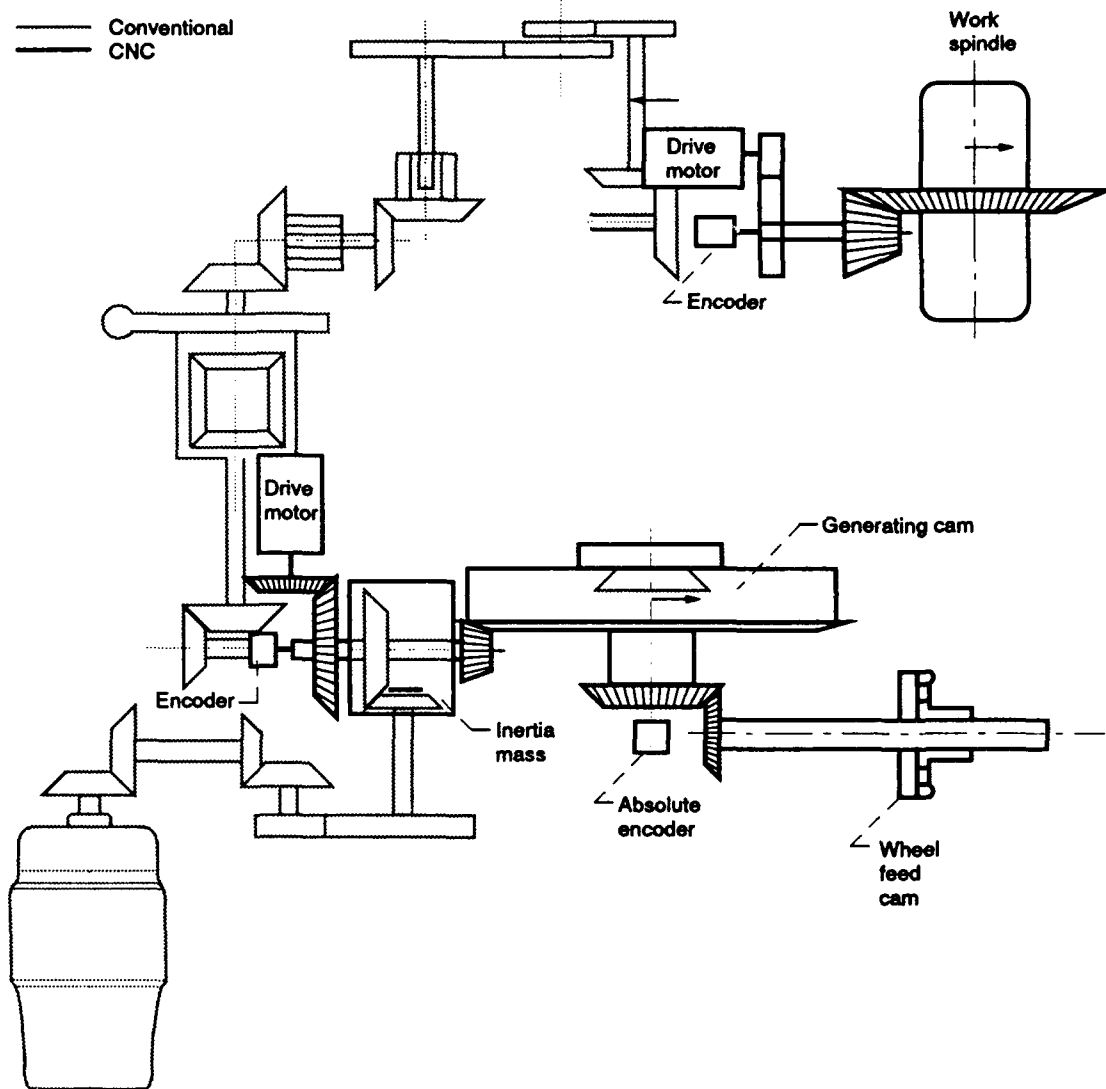 Conventional
CNC
Work
spindle
Drive
motor
Encoder
Drive
motor
Generating cam
Encoder
Inertia
mass
Absolute
encoder
Wheel
feed
cam